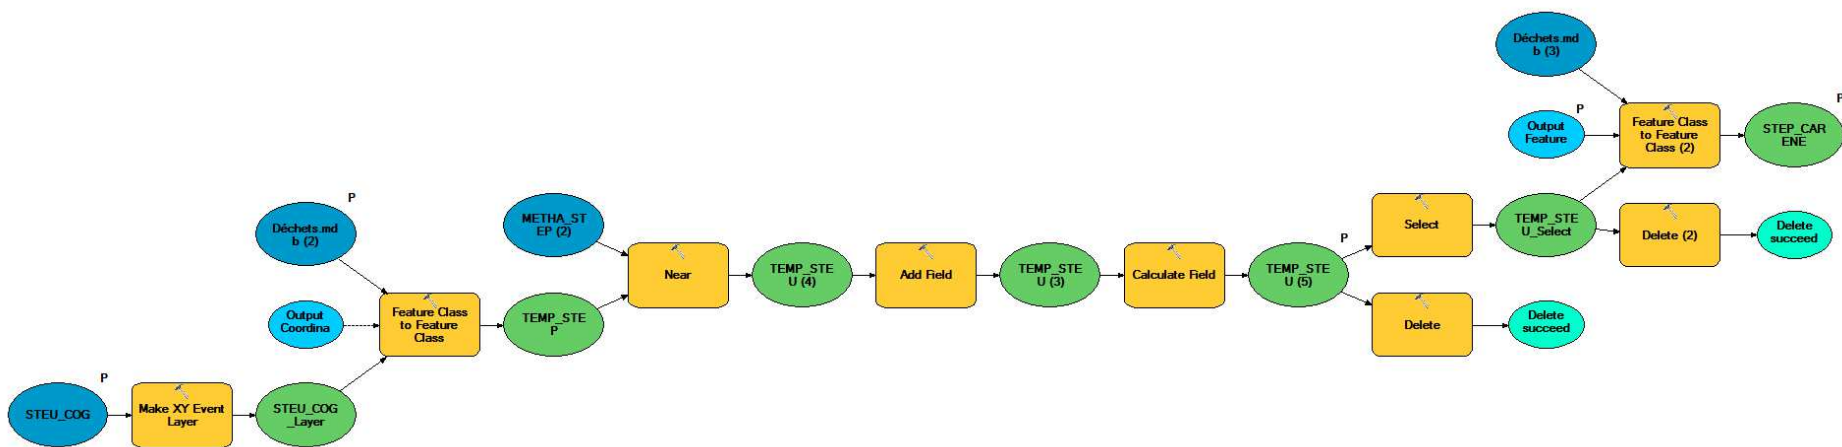 Déchets.md
b (3)
P
P
Output
Feature
Feature Class
to Feature
Class (2)
STEP_CAR
ENE
P
Déchets.md
b (2)
METHA_ST
EP (2)
P
Select
TEMP_STE
U_Select
Delete (2)
Delete
succeed
Near
TEMP_STE
U (4)
Add Field
TEMP_STE
U (3)
Calculate Field
TEMP_STE
U (5)
Output
Coordina
Feature Class
to Feature
Class
TEMP_STE
P
Delete
Delete
succeed
P
STEU_COG
Make XY Event
Layer
STEU_COG
_Layer